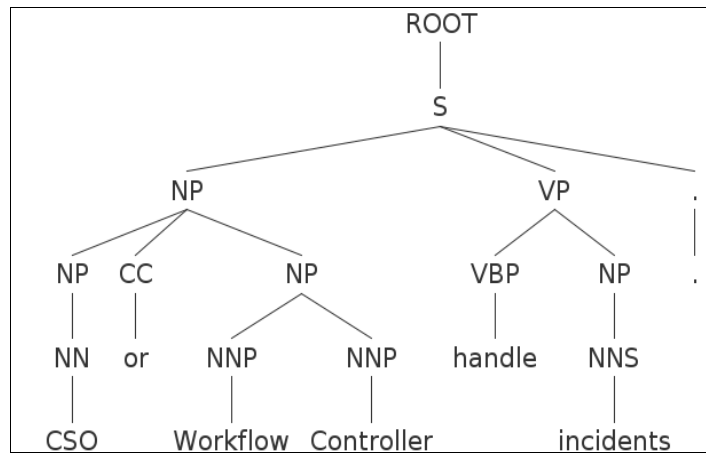 ROOT
S
NP VP .
NP CC NP VBP NP .
NN or NNP NNP handle NNS
CSO Workflow Controller incidents